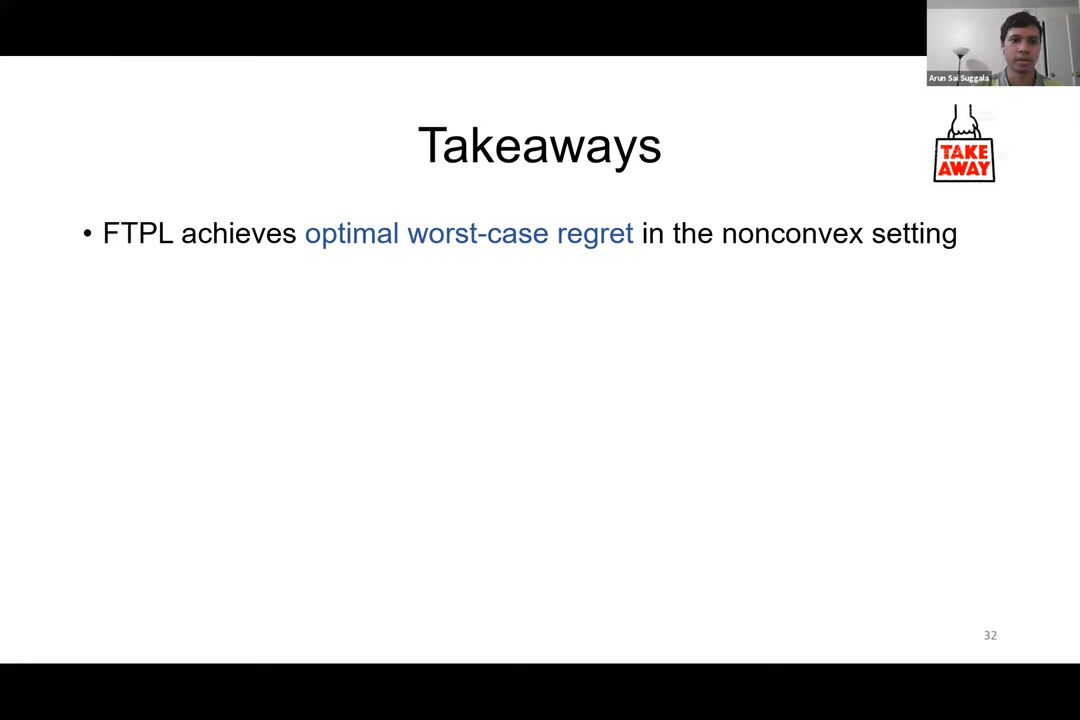 Arun Sai Suggala
Takeaways
TAKE
AWAY
• FTPL achieves optimal worst-case regret in the nonconvex setting
32